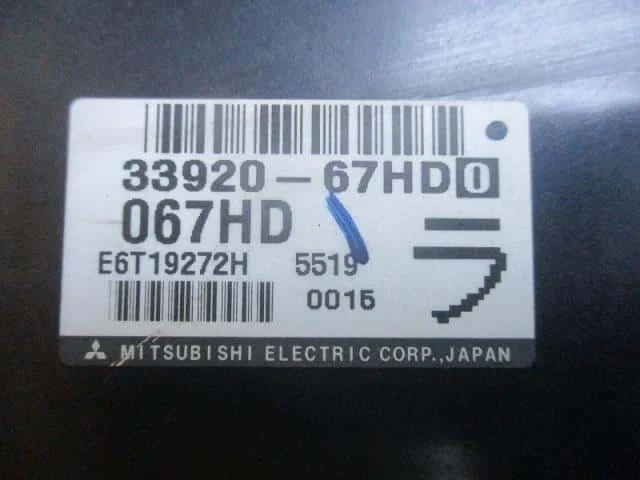 33920-67HD0
067HD
E6T19272H 5519
0015
ラ
MITSUBISHI ELECTRIC CORP.,JAPAN